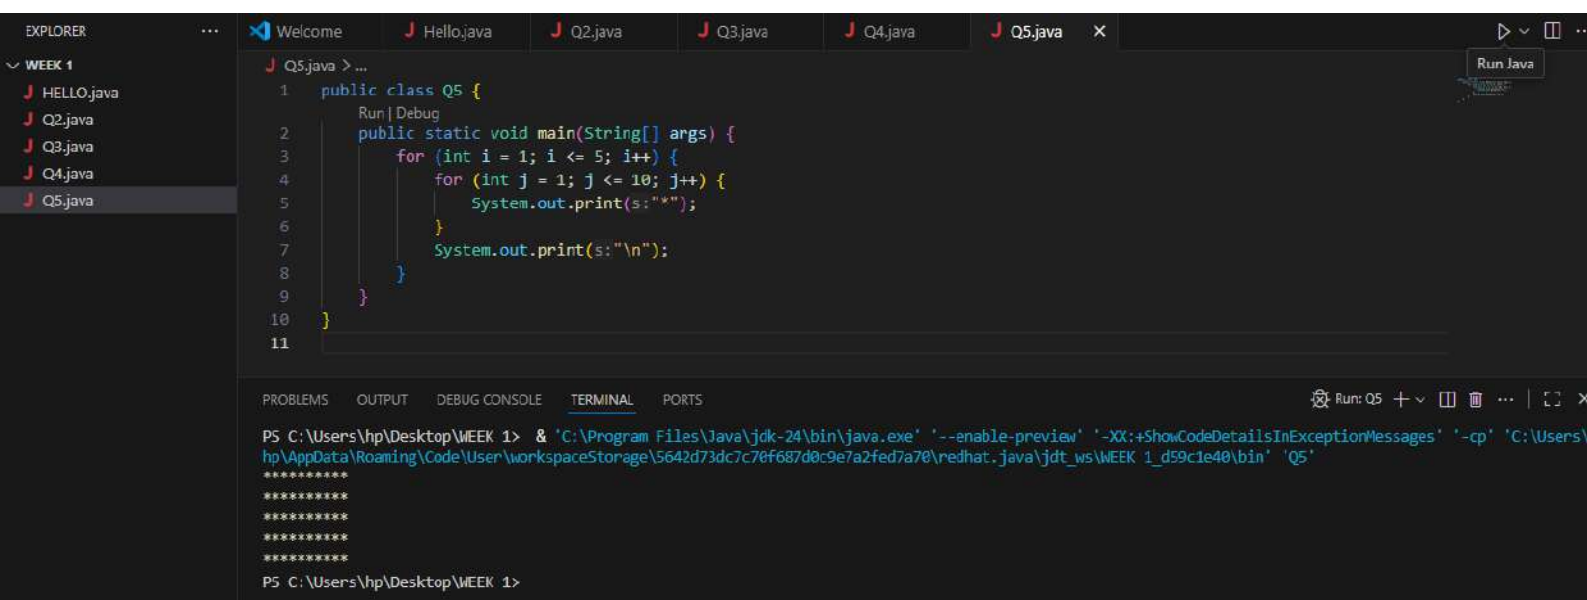 EXPLORER ...
Welcome Hello.java Q2.java Q3.java Q4.java Q5.java
Run Java
WEEK 1
HELLO.java
Q2.java
Q3.java
Q4.java
Q5.java
Q5.java > ...
1 public class Q5 {
Run | Debug
2 public static void main(String[] args) {
3 for (int i = 1; i <= 5; i++) {
4 for (int j = 1; j <= 10; j++) {
5 System.out.print(s:"*");
6 }
7 System.out.print(s:"\n");
8 }
9 }
10 }
11
PROBLEMS OUTPUT DEBUG CONSOLE TERMINAL PORTS Run: Q5
PS C:\Users\hp\Desktop\WEEK 1> & 'C:\Program Files\Java\jdk-24\bin\java.exe' '--enable-preview' '-XX:+ShowCodeDetailsInExceptionMessages' '-cp' 'C:\Users\
hp\AppData\Roaming\Code\User\workspaceStorage\5642d73dc7c70f687d0c9e7a2fed7a70\redhat.java\jdt_ws\WEEK 1_d59c1e40\bin' 'Q5'
**********
**********
**********
**********
**********
PS C:\Users\hp\Desktop\WEEK 1>